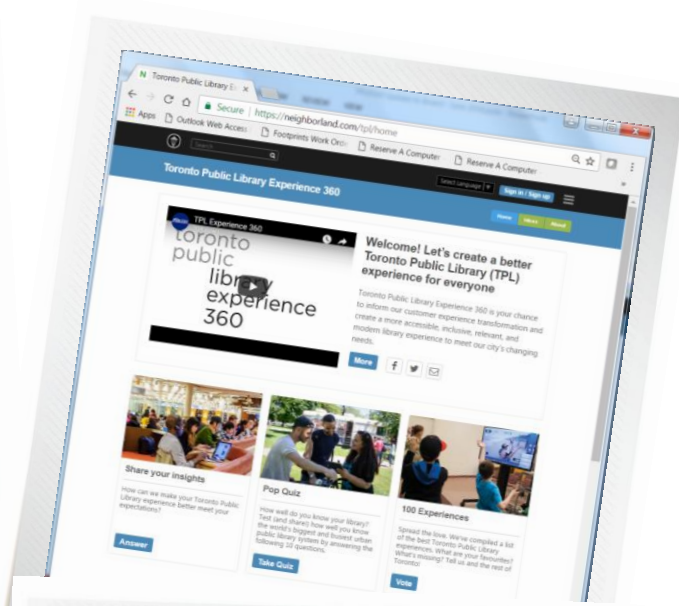 N Toronto Public Library E
Secure | https://neighborland.com/tpl/home
Apps Outlook Web Access Footprints Work Ord Reserve A Computer Reserve A Computer
Search
Select Language Sign in / Sign up
Toronto Public Library Experience 360
Home Ideas About
TPL Experience 360
toronto
public
library
experience
360
Welcome! Let's create a better
Toronto Public Library (TPL)
experience for everyone
Toronto Public Library Experience 360 is your chance
to inform our customer experience transformation and
create a more accessible, inclusive, relevant, and
modern library experience to meet our city's changing
needs.
More
Share your insights
How can we make your Toronto Public
Library experience better meet your
expectations?
Answer
Pop Quiz
How well do you know your library?
Test (and share) how well you know
the world's biggest and busiest urban
public library system by answering the
following 10 questions.
Take Quiz
100 Experiences
Spread the love. We've compiled a list
of the best Toronto Public Library
experiences. What are your favourites?
What's missing? Tell us and the rest of
Toronto!
Vote